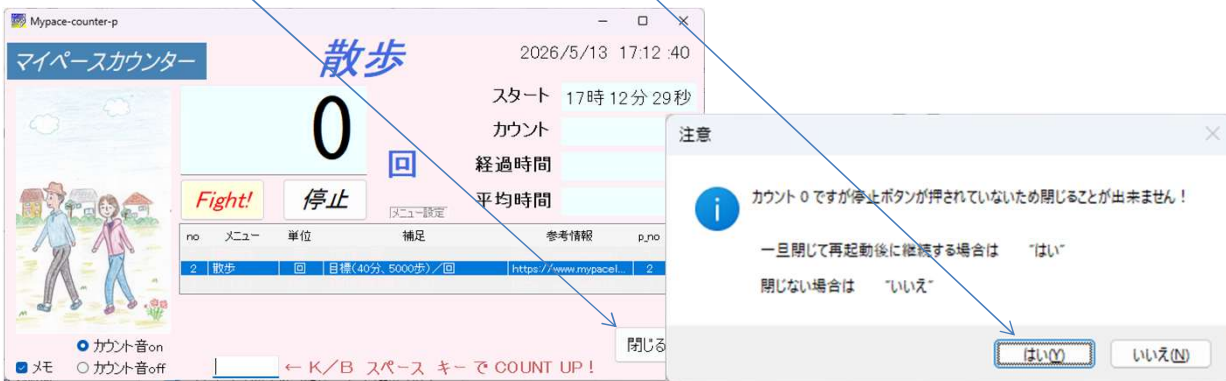 Mypace-counter-p
マイペースカウンター
散歩
2026/5/13 17:12 :40
0
回
スタート 17時12分29秒
カウント
経過時間
平均時間
Fight! 停止
メニュー設定
no メニュー 単位 補足 参考情報 p_no
2 散歩 回 目標(40分、5000歩)/回 https://www.mypacel... 2
閉じる
カウント音on
メモ カウント音off
← K/B スペース キー で COUNT UP !
注意
カウント 0 ですが停止ボタンが押されていないため閉じることが出来ません!
一旦閉じて再起動後に継続する場合は ”はい”
閉じない場合は ”いいえ”
はい(Y) いいえ(N)